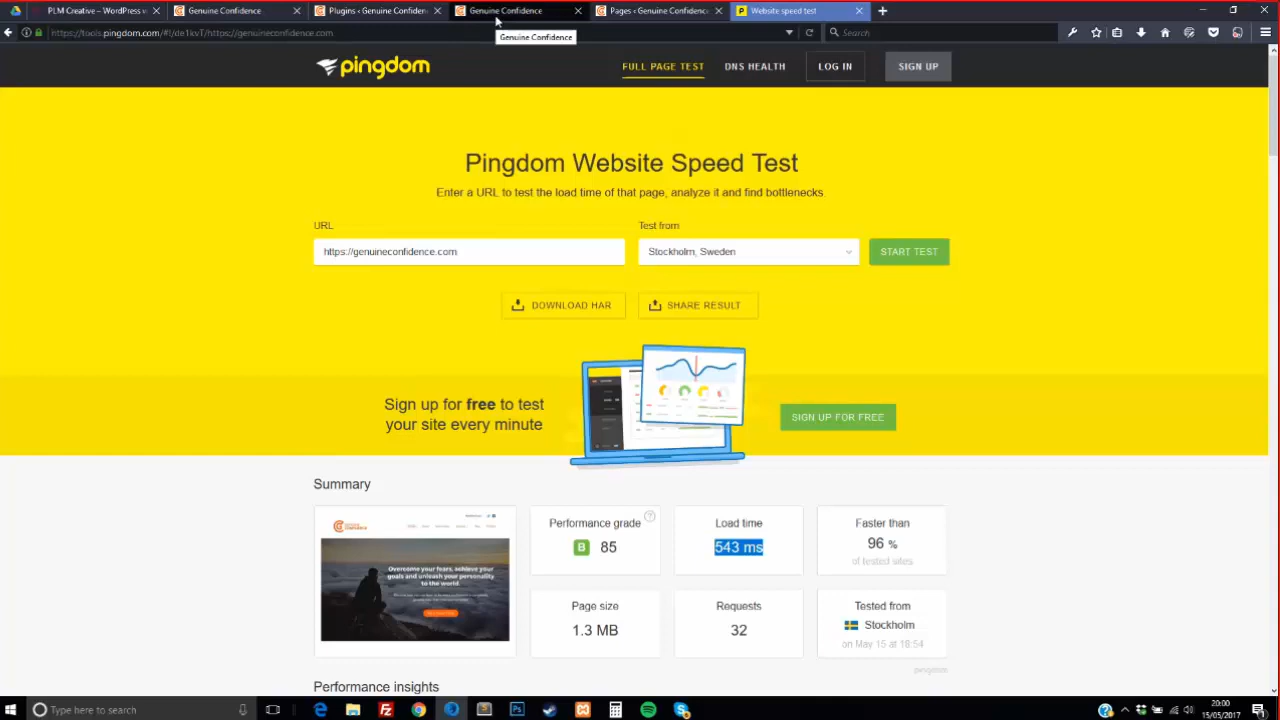 PLM Creative – WordPress v
Genuine Confidence
Plugins ‹ Genuine Confiden
Genuine Confidence
Pages ‹ Genuine Confidence
Website speed test
https://tools.pingdom.com/#!/de1kvT/https://genuineconfidence.com
Search
Genuine Confidence
pingdom
FULL PAGE TEST
DNS HEALTH
LOG IN
SIGN UP
Pingdom Website Speed Test
Enter a URL to test the load time of that page, analyze it and find bottlenecks.
URL
Test from
https://genuineconfidence.com
Stockholm, Sweden
START TEST
DOWNLOAD HAR
SHARE RESULT
Sign up for free to test
your site every minute
SIGN UP FOR FREE
Summary
Overcome your fears, achieve your
goals and unleash your personality
to the world.
Performance grade
?
B 85
Load time
543 ms
Faster than
96 %
of tested sites
Page size
1.3 MB
Requests
32
Tested from
Stockholm
on May 15 at 18:54
pingdom
Performance insights
Type here to search
20:00
15/05/2017